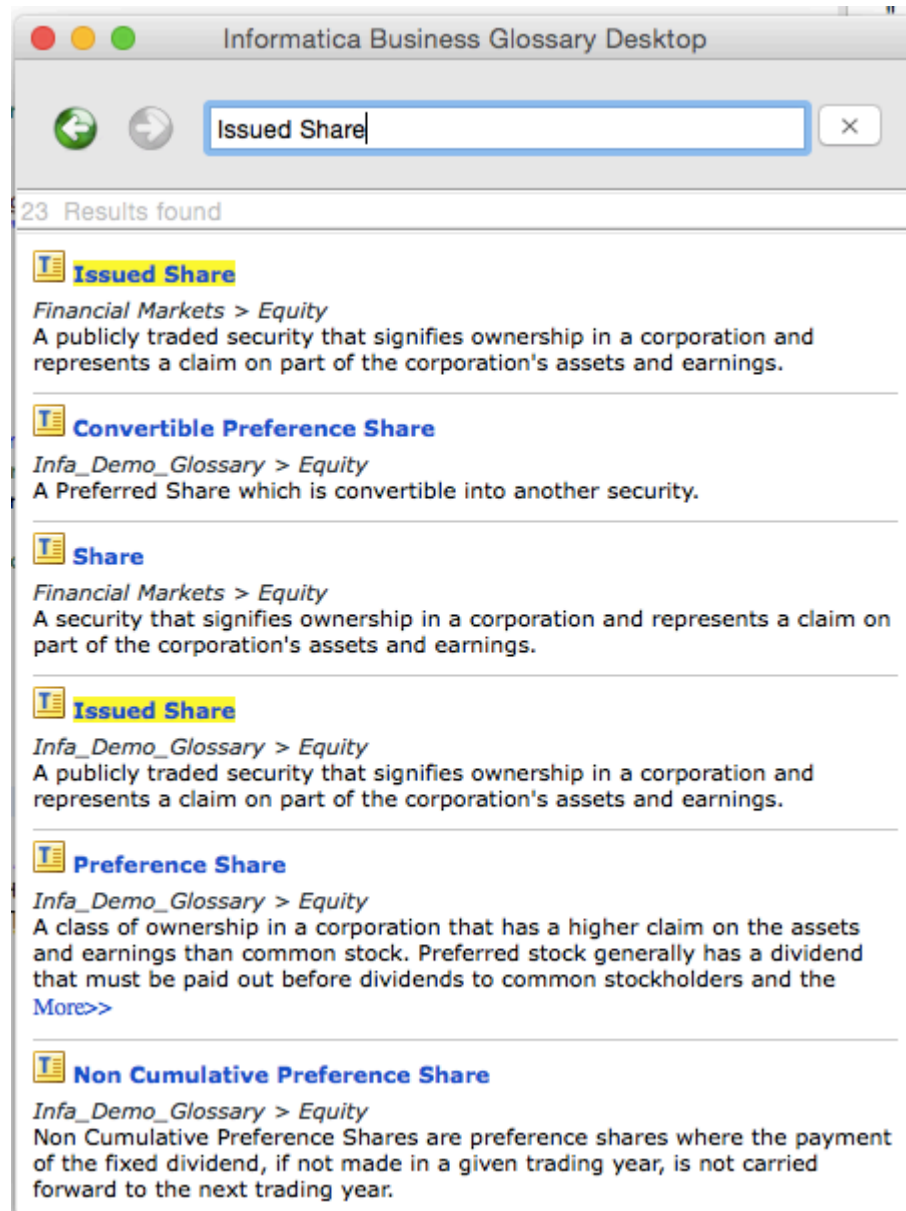 Informatica Business Glossary Desktop
Issued Share
23 Results found
Issued Share
Financial Markets > Equity
A publicly traded security that signifies ownership in a corporation and
represents a claim on part of the corporation's assets and earnings.
Convertible Preference Share
Infa_Demo_Glossary > Equity
A Preferred Share which is convertible into another security.
Share
Financial Markets > Equity
A security that signifies ownership in a corporation and represents a claim on
part of the corporation's assets and earnings.
Issued Share
Infa_Demo_Glossary > Equity
A publicly traded security that signifies ownership in a corporation and
represents a claim on part of the corporation's assets and earnings.
Preference Share
Infa_Demo_Glossary > Equity
A class of ownership in a corporation that has a higher claim on the assets
and earnings than common stock. Preferred stock generally has a dividend
that must be paid out before dividends to common stockholders and the
More>>
Non Cumulative Preference Share
Infa_Demo_Glossary > Equity
Non Cumulative Preference Shares are preference shares where the payment
of the fixed dividend, if not made in a given trading year, is not carried
forward to the next trading year.